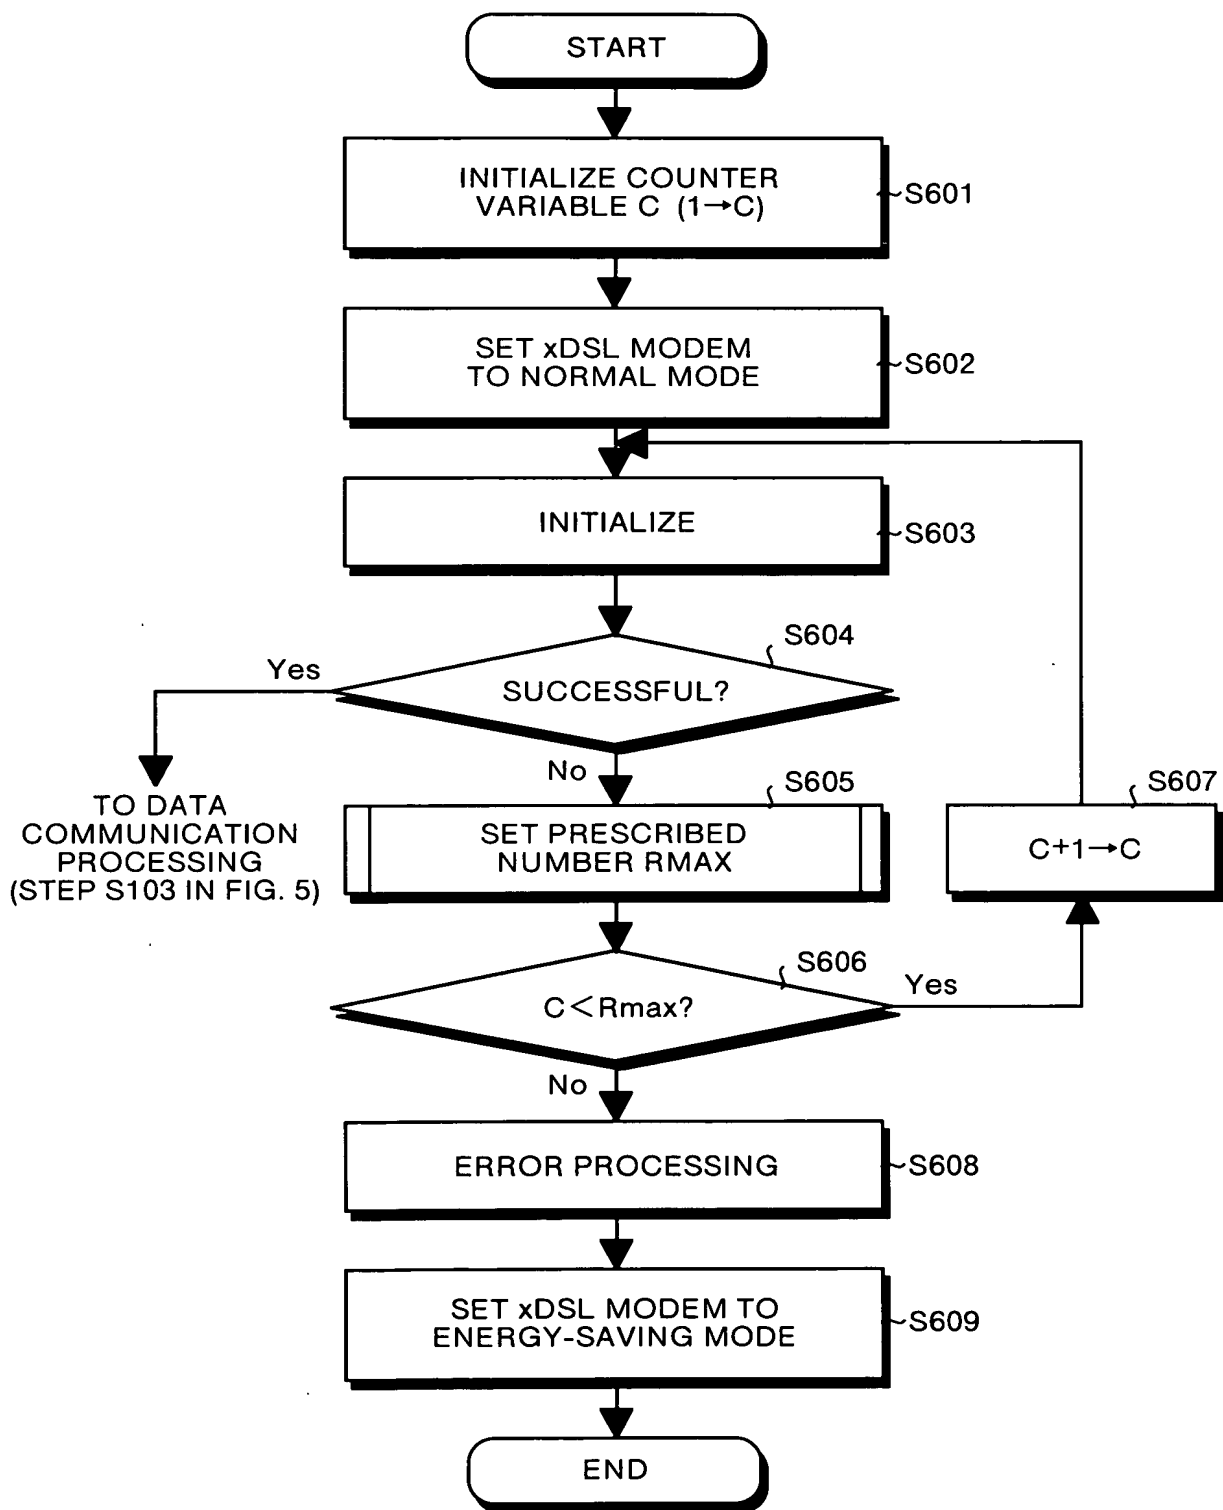 START
INITIALIZE COUNTER
VARIABLE C (1→C)
S601
SET xDSL MODEM
TO NORMAL MODE
S602
INITIALIZE
S603
S604
Yes
SUCCESSFUL?
No
TO DATA
COMMUNICATION
PROCESSING
(STEP S103 IN FIG. 5)
S605
SET PRESCRIBED
NUMBER RMAX
S607
C+1→C
S606
C<Rmax?
Yes
No
ERROR PROCESSING
S608
SET xDSL MODEM TO
ENERGY-SAVING MODE
S609
END